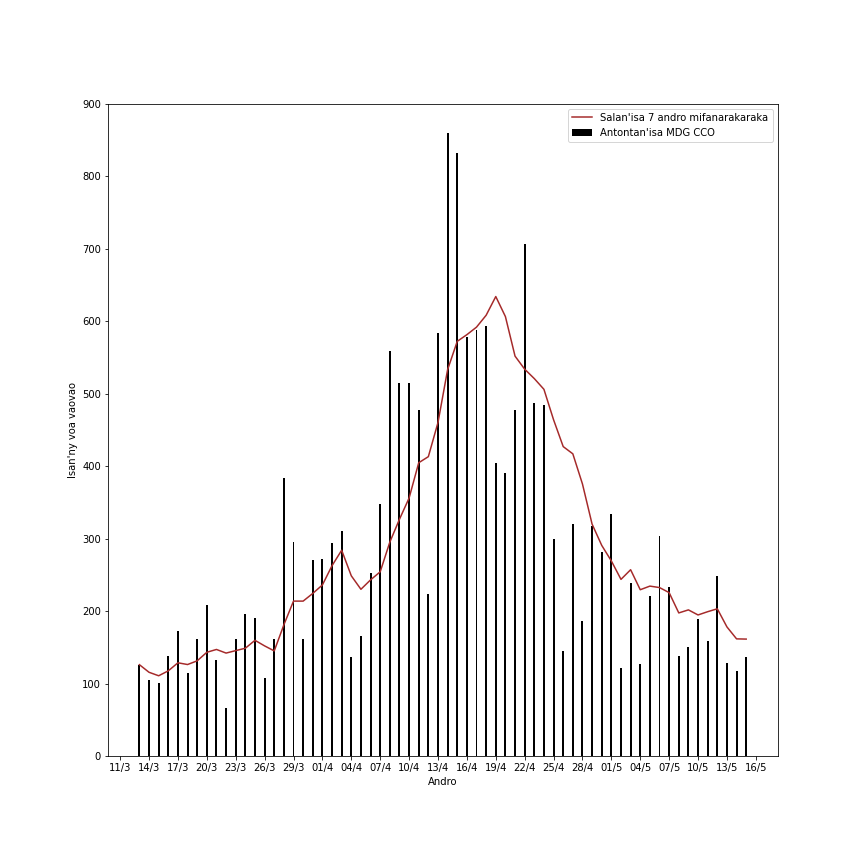 Salan'isa 7 andro mifanarakaraka
Antontan'isa MDG CCO
900
800
700
600
500
400
300
200
100
0
Isan'ny voa vaovao
11/3 14/3 17/3 20/3 23/3 26/3 29/3 01/4 04/4 07/4 10/4 13/4 16/4 19/4 22/4 25/4 28/4 01/5 04/5 07/5 10/5 13/5 16/5
Andro